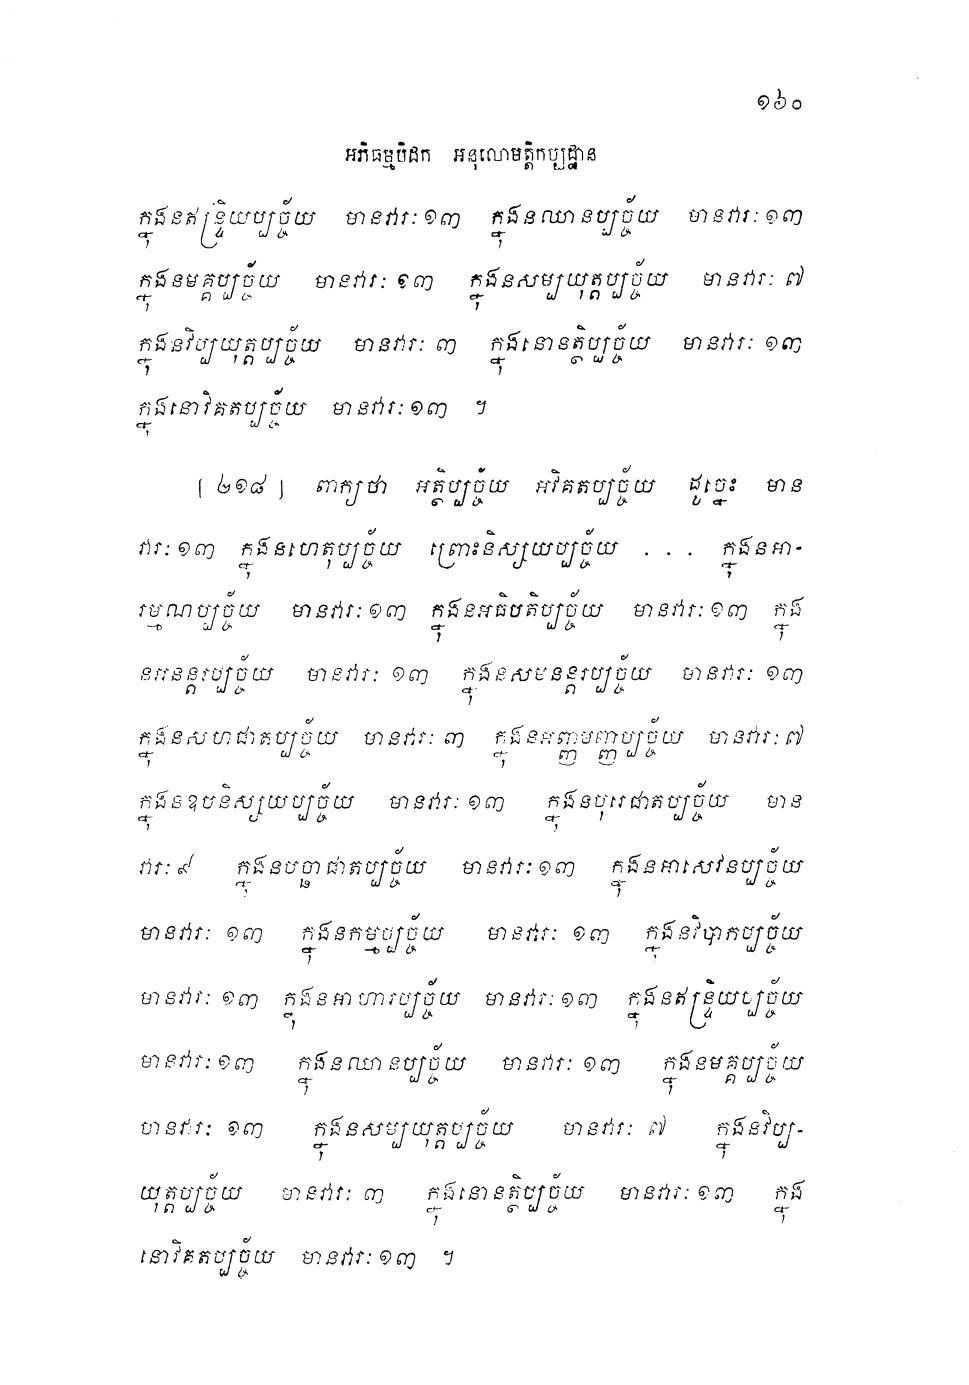 ១៦០
អភិធម្មបិដក អនុលោមត្តិកប្បដ្ឋាន
ក្នុងនឥន្ទ្រិយប្បច្ច័យ មានវារៈ១៣ ក្នុងនឈានប្បច្ច័យ មានវារៈ១៣
ក្នុងនមគ្គប្បច្ច័យ មានវារៈ ១៣ ក្នុងនសម្បយុត្តប្បច្ច័យ មានវារៈ ៧
ក្នុងនវិប្បយុត្តប្បច្ច័យ មានវារៈ ៣ ក្នុងនោនត្ថិប្បច្ច័យ មានវារៈ ១៣
ក្នុងនោវិគតប្បច្ច័យ មានវារៈ១៣ ។
[ ២១៨ ] ពាក្យថា អត្ថិប្បច្ច័យ អវិគតប្បច្ច័យ ដូច្នេះ មាន
វារៈ១៣ ក្នុងនហេតុប្បច្ច័យ ព្រោះនិស្សយប្បច្ច័យ . . . ក្នុងនអា-
រម្មណប្បច្ច័យ មានវារៈ១៣ ក្នុងនអធិបតិប្បច្ច័យ មានវារៈ១៣ ក្នុង
នអនន្តរប្បច្ច័យ មានវារៈ ១៣ ក្នុងនសមនន្តរប្បច្ច័យ មានវារៈ ១៣
ក្នុងនសហជាតប្បច្ច័យ មានវារៈ ៣ ក្នុងនអញ្ញមញ្ញប្បច្ច័យ មានវារៈ៧
ក្នុងនឧបនិស្សយប្បច្ច័យ មានវារៈ១៣ ក្នុងនបុរេជាតប្បច្ច័យ មាន
វារៈ៩ ក្នុងនបច្ឆាជាតប្បច្ច័យ មានវារៈ១៣ ក្នុងនអាសេវនប្បច្ច័យ
មានវារៈ ១៣ ក្នុងនកម្មប្បច្ច័យ មានវារៈ ១៣ ក្នុងនវិបាកប្បច្ច័យ
មានវារៈ ១៣ ក្នុងនអាហារប្បច្ច័យ មានវារៈ១៣ ក្នុងនឥន្ទ្រិយប្បច្ច័យ
មានវារៈ១៣ ក្នុងនឈានប្បច្ច័យ មានវារៈ ១៣ ក្នុងនមគ្គប្បច្ច័យ
មានវារៈ ១៣ ក្នុងនសម្បយុត្តប្បច្ច័យ មានវារៈ ៧ ក្នុងនវិប្ប-
យុត្តប្បច្ច័យ មានវារៈ ៣ ក្នុងនោនត្ថិប្បច្ច័យ មានវារៈ១៣ ក្នុង
នោវិគតប្បច្ច័យ មានវារៈ១៣ ។